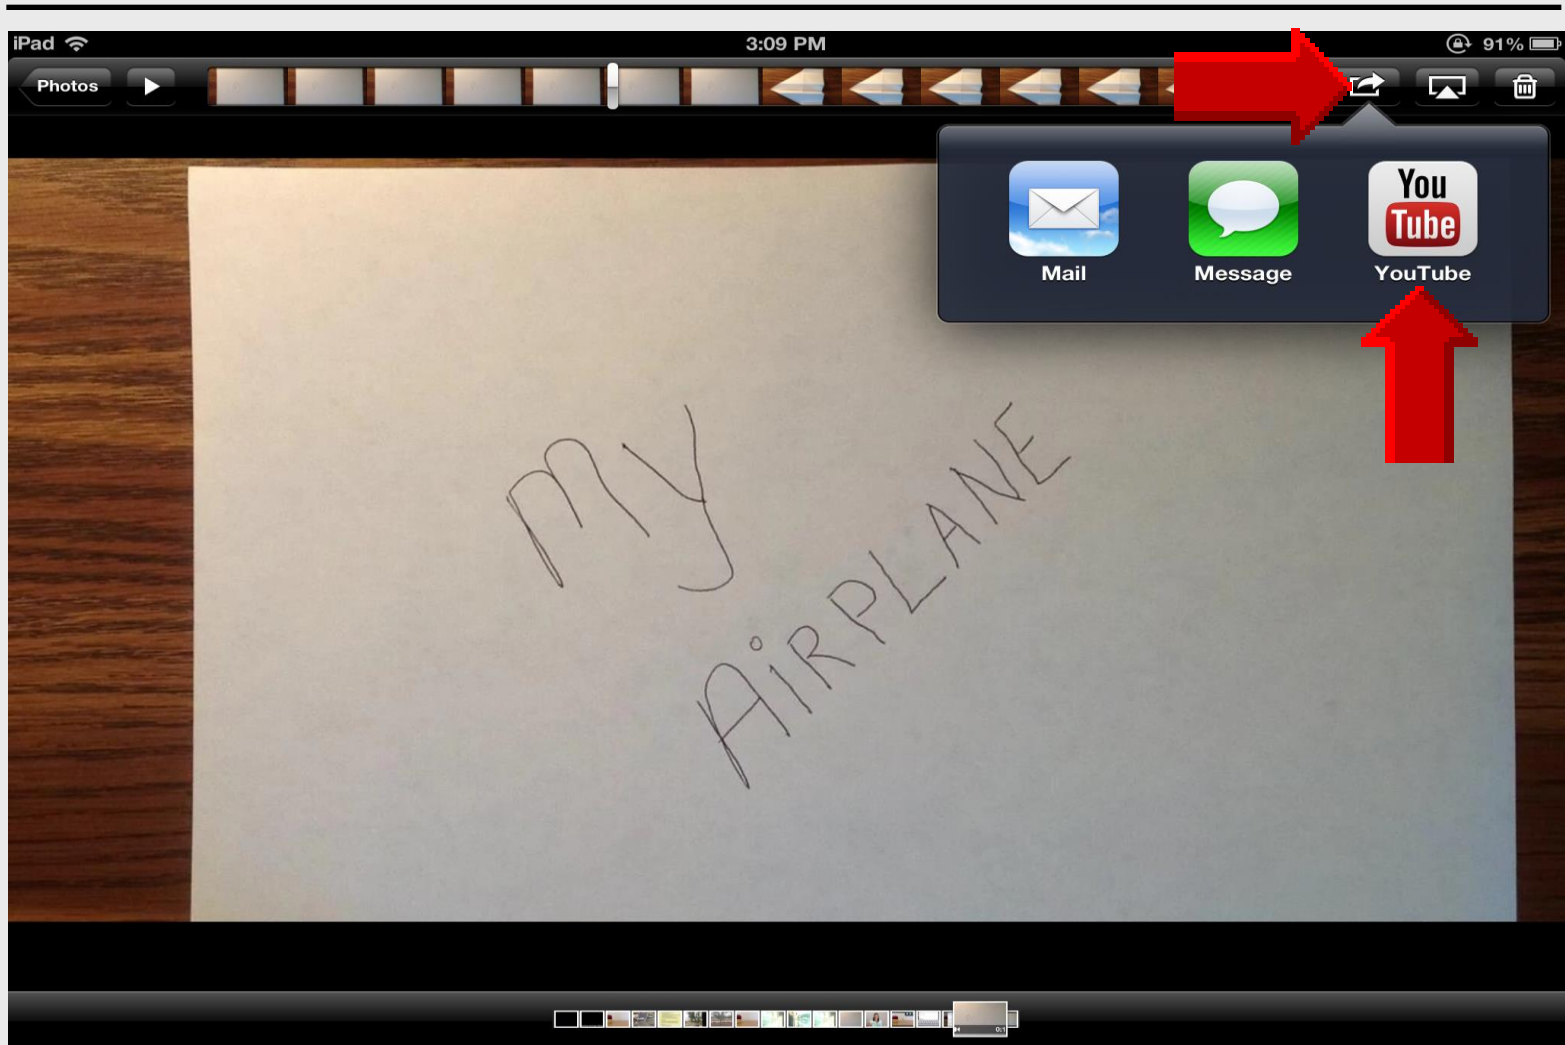 iPad 3:09 PM 91%
Photos
You
Tube
Mail Message YouTube
My
AiRPLANE